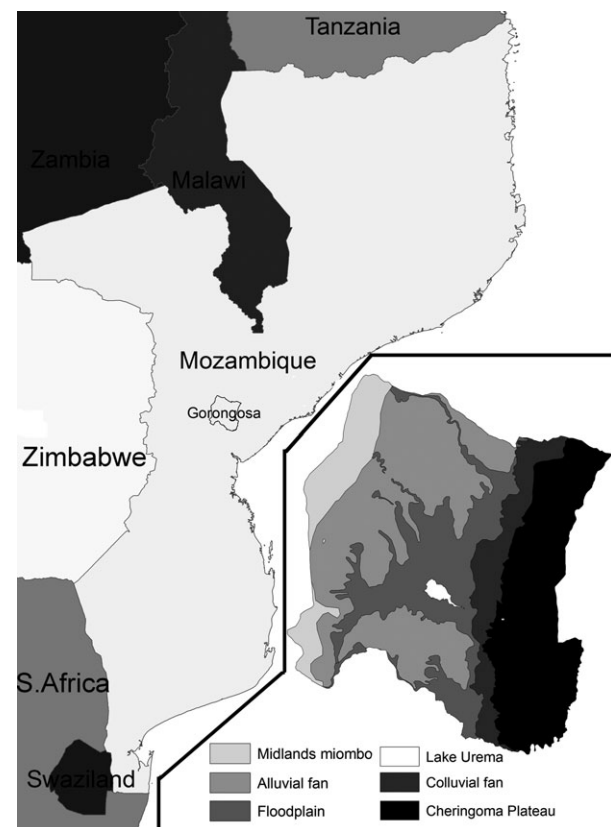 Tanzania
Zambia
Malawi
Mozambique
Gorongosa
Zimbabwe
S.Africa
Swaziland
Midlands miombo
Alluvial fan
Floodplain
Lake Urema
Colluvial fan
Cheringoma Plateau